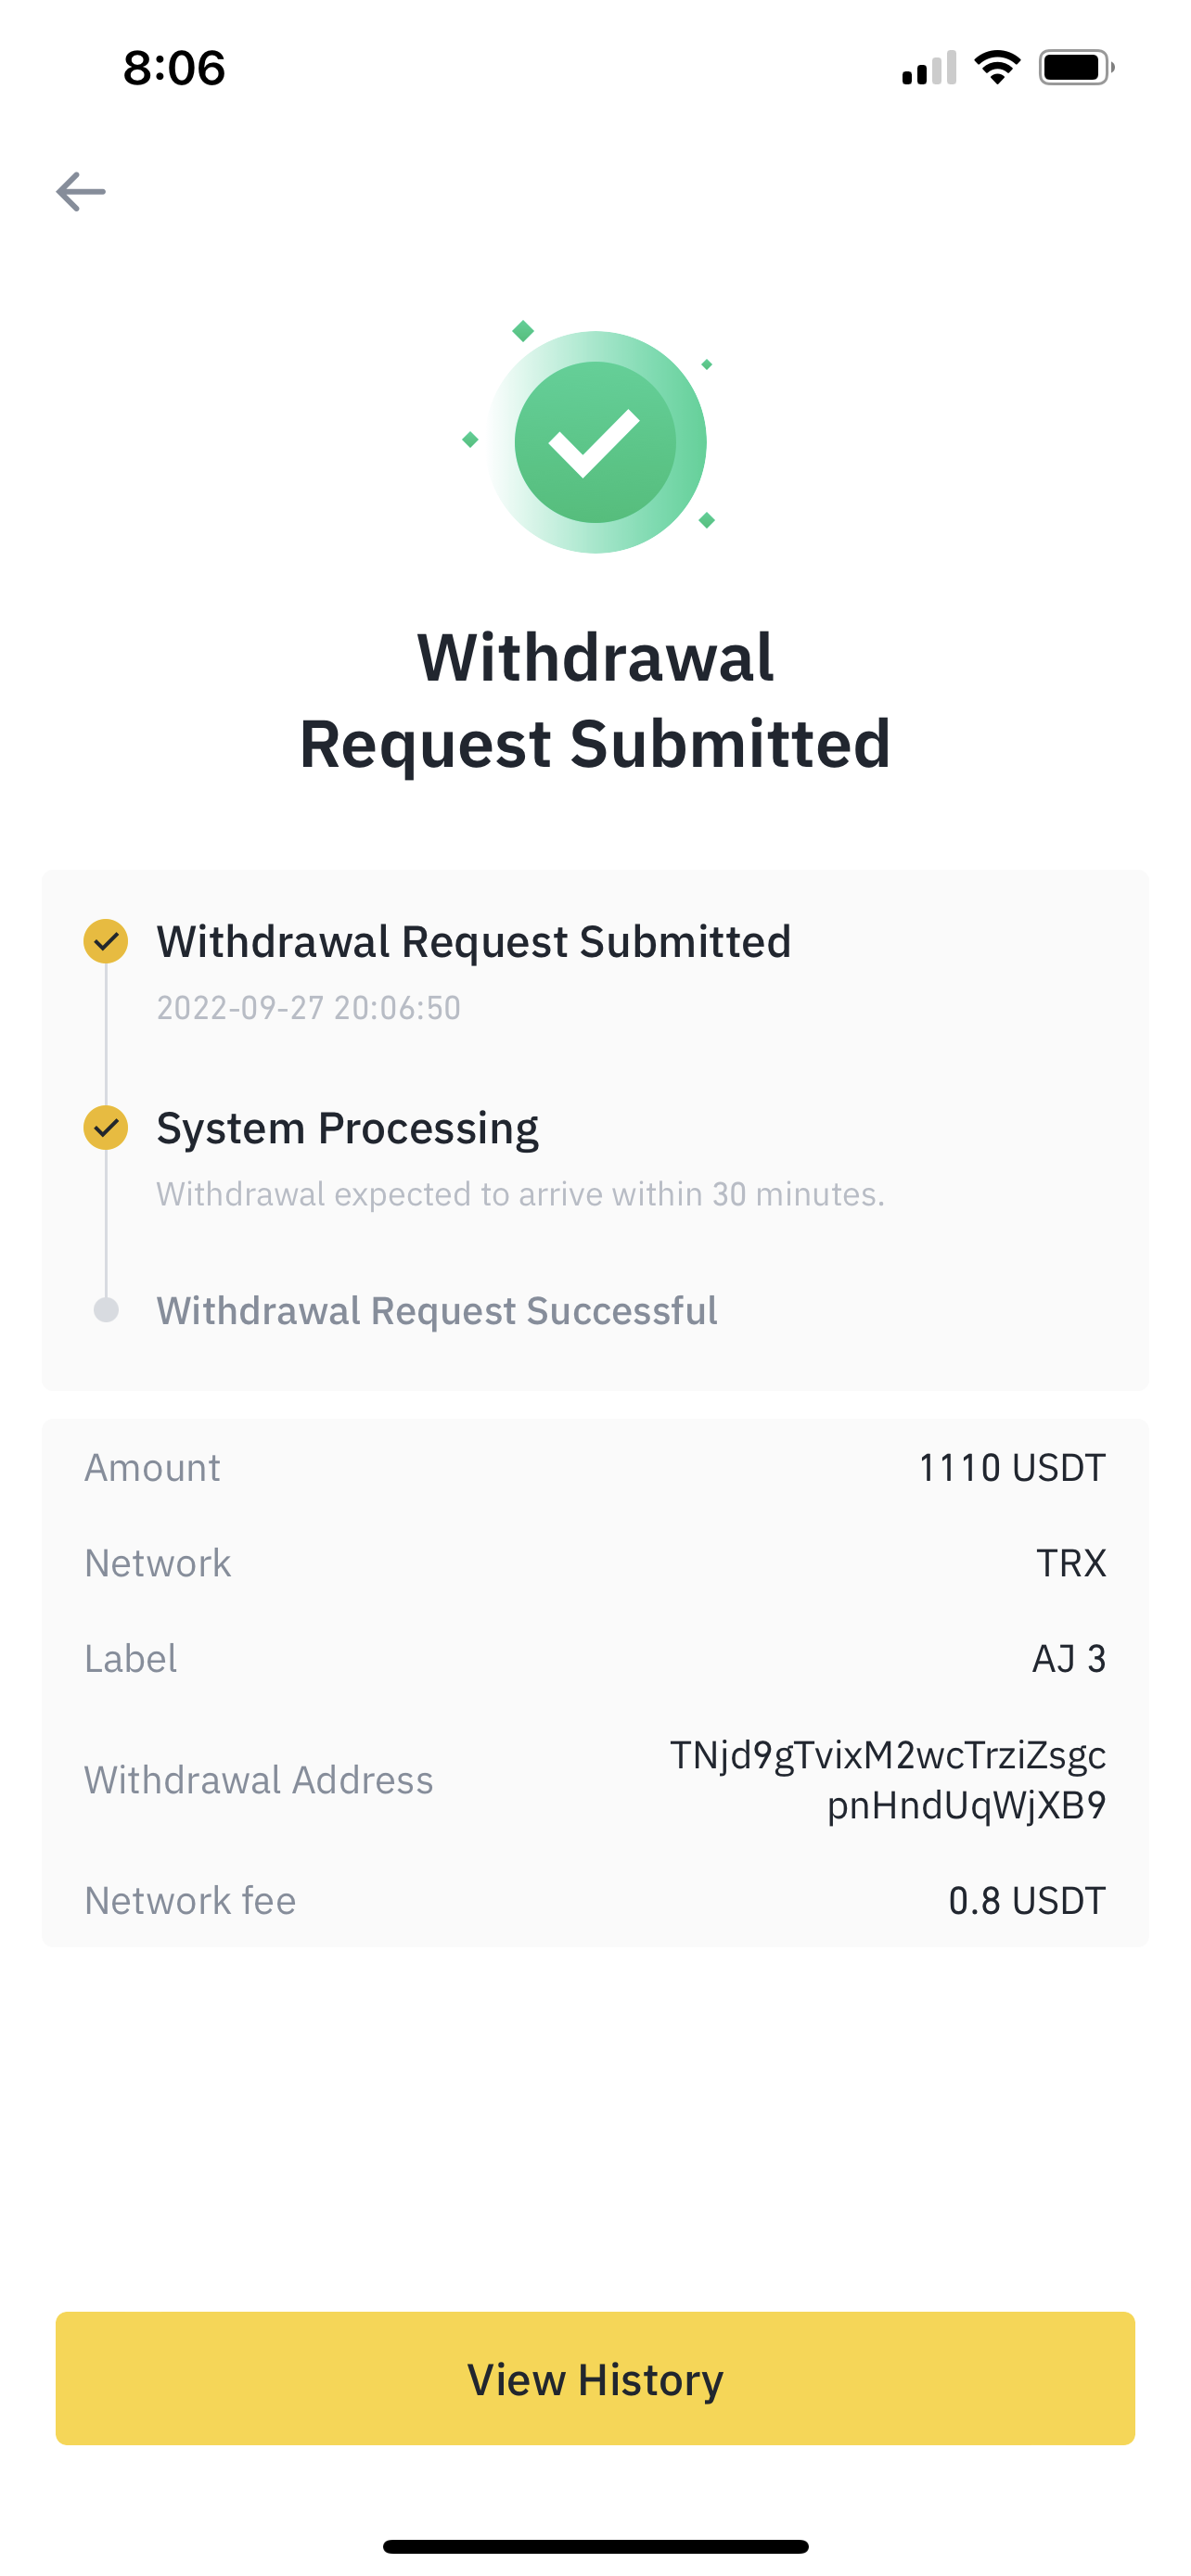 8:06
Withdrawal
Request Submitted
Withdrawal Request Submitted
2022-09-27 20:06:50
System Processing
Withdrawal expected to arrive within 30 minutes.
Withdrawal Request Successful
Amount 1110 USDT
Network TRX
Label AJ 3
Withdrawal Address TNjd9gTvixM2wcTrziZsgc
pnHndUqWjXB9
Network fee 0.8 USDT
View History